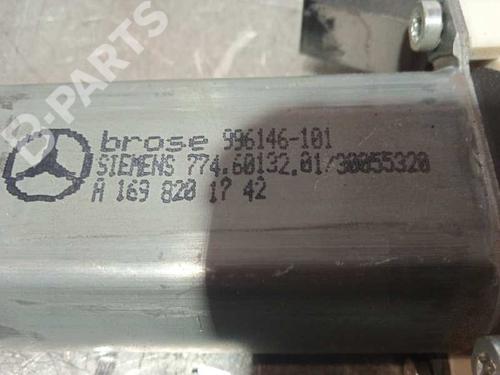 B-PARTS
brose 996146-101
SIEMENS 774.60132.01/30055320
A 169 820 17 42